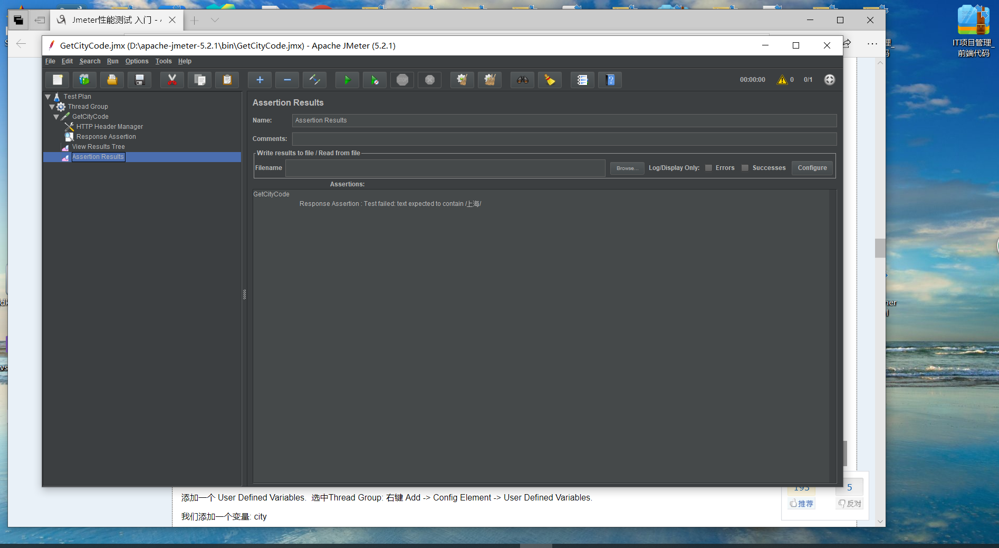 Jmeter性能测试 入门 -
GetCityCode.jmx (D:\apache-jmeter-5.2.1\bin\GetCityCode.jmx) - Apache JMeter (5.2.1)
File Edit Search Run Options Tools Help
00:00:00 0 0/1
Test Plan
Thread Group
GetCityCode
HTTP Header Manager
Response Assertion
View Results Tree
Assertion Results
Assertion Results
Name: Assertion Results
Comments:
Write results to file / Read from file
Filename Browse... Log/Display Only: Errors Successes Configure
Assertions:
GetCityCode
Response Assertion : Test failed: text expected to contain /上海/
添加一个 User Defined Variables. 选中Thread Group: 右键 Add -> Config Element -> User Defined Variables.
我们添加一个变量: city
193 5
推荐 反对
IT项目管理_
前端代码